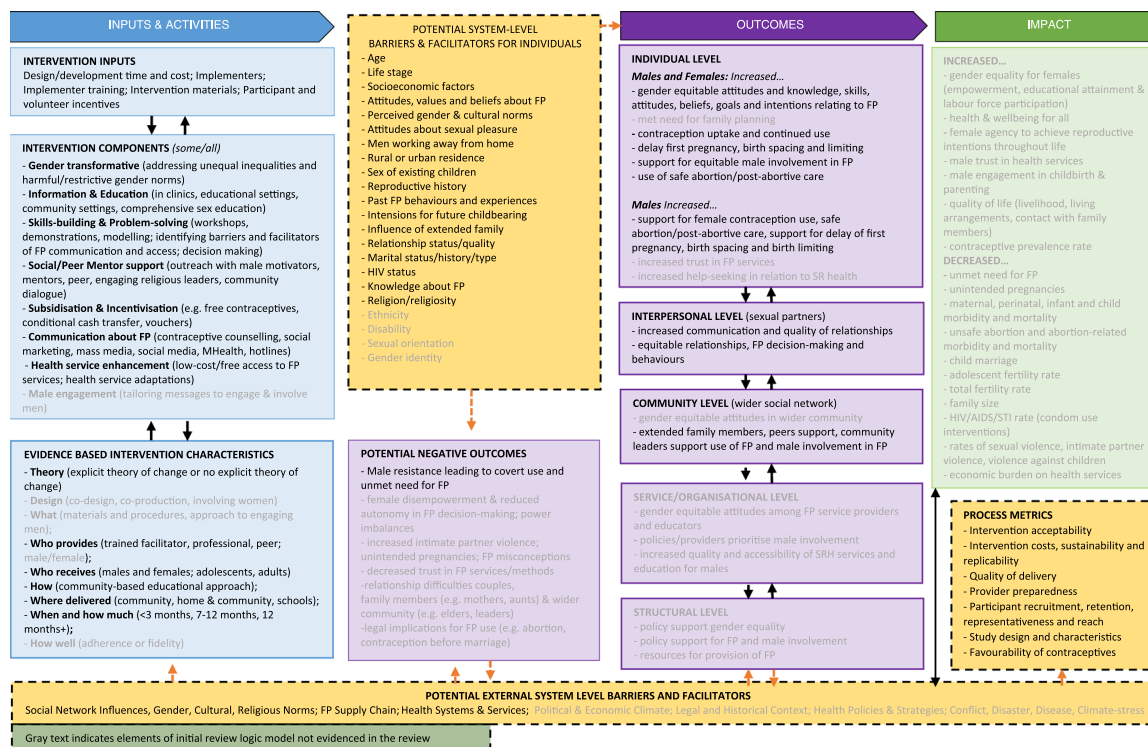 INPUTS & ACTIVITIES
INTERVENTION INPUTS
Design/development time and cost; Implementers;
Implementer training; Intervention materials; Participant and
volunteer incentives
INTERVENTION COMPONENTS (some/all)
- Gender transformative (addressing unequal inequalities and
harmful/restrictive gender norms)
- Information & Education (in clinics, educational settings,
community settings, comprehensive sex education)
- Skills-building & Problem-solving (workshops,
demonstrations, modelling; identifying barriers and facilitators
of FP communication and access; decision making)
- Social/Peer Mentor support (outreach with male motivators,
mentors, peer, engaging religious leaders, community
dialogue)
- Subsidisation & Incentivisation (e.g. free contraceptives,
conditional cash transfer, vouchers)
- Communication about FP (contraceptive counselling, social
marketing, mass media, social media, MHealth, hotlines)
- Health service enhancement (low-cost/free access to FP
services; health service adaptations)
- Male engagement (tailoring messages to engage & involve
men)
EVIDENCE BASED INTERVENTION CHARACTERISTICS
- Theory (explicit theory of change or no explicit theory of
change)
- Design (co-design, co-production, involving women)
- What (materials and procedures, approach to engaging
men);
- Who provides (trained facilitator, professional, peer;
male/female);
- Who receives (males and females; adolescents, adults)
- How (community-based educational approach);
- Where delivered (community, home & community, schools);
- When and how much (<3 months, 7-12 months, 12
months+);
- How well (adherence or fidelity)
POTENTIAL SYSTEM-LEVEL
BARRIERS & FACILITATORS FOR INDIVIDUALS
- Age
- Life stage
- Socioeconomic factors
- Attitudes, values and beliefs about FP
- Perceived gender & cultural norms
- Attitudes about sexual pleasure
- Men working away from home
- Rural or urban residence
- Sex of existing children
- Reproductive history
- Past FP behaviours and experiences
- Intensions for future childbearing
- Influence of extended family
- Relationship status/quality
- Marital status/history/type
- HIV status
- Knowledge about FP
- Religion/religiosity
- Ethnicity
- Disability
- Sexual orientation
- Gender identity
POTENTIAL NEGATIVE OUTCOMES
- Male resistance leading to covert use and
unmet need for FP
- female disempowerment & reduced
autonomy in FP decision-making; power
imbalances
- increased intimate partner violence;
unintended pregnancies; FP misconceptions
- decreased trust in FP services/methods
-relationship difficulties couples,
family members (e.g. mothers, aunts) & wider
community (e.g. elders, leaders)
-legal implications for FP use (e.g. abortion,
contraception before marriage)
OUTCOMES
INDIVIDUAL LEVEL
Males and Females: Increased…
- gender equitable attitudes and knowledge, skills,
attitudes, beliefs, goals and intentions relating to FP
- met need for family planning
- contraception uptake and continued use
- delay first pregnancy, birth spacing and limiting
- support for equitable male involvement in FP
- use of safe abortion/post-abortive care
Males Increased…
- support for female contraception use, safe
abortion/post-abortive care, support for delay of first
pregnancy, birth spacing and birth limiting
- increased trust in FP services
- increased help-seeking in relation to SR health
INTERPERSONAL LEVEL (sexual partners)
- increased communication and quality of relationships
- equitable relationships, FP decision-making and
behaviours
COMMUNITY LEVEL (wider social network)
- gender equitable attitudes in wider community
- extended family members, peers support, community
leaders support use of FP and male involvement in FP
SERVICE/ORGANISATIONAL LEVEL
- gender equitable attitudes among FP service providers
and educators
- policies/providers prioritise male involvement
- increased quality and accessibility of SRH services and
education for males
STRUCTURAL LEVEL
- policy support gender equality
- policy support for FP and male involvement
- resources for provision of FP
IMPACT
INCREASED…
- gender equality for females
(empowerment, educational attainment &
labour force participation)
- health & wellbeing for all
- female agency to achieve reproductive
intentions throughout life
- male trust in health services
- male engagement in childbirth &
parenting
- quality of life (livelihood, living
arrangements, contact with family
members)
- contraceptive prevalence rate
DECREASED…
- unmet need for FP
- unintended pregnancies
- maternal, perinatal, infant and child
morbidity and mortality
- unsafe abortion and abortion-related
morbidity and mortality
- child marriage
- adolescent fertility rate
- total fertility rate
- family size
- HIV/AIDS/STI rate (condom use
interventions)
- rates of sexual violence, intimate partner
violence, violence against children
- economic burden on health services
PROCESS METRICS
- Intervention acceptability
- Intervention costs, sustainability and
replicability
- Quality of delivery
- Provider preparedness
- Participant recruitment, retention,
representativeness and reach
- Study design and characteristics
- Favourability of contraceptives
POTENTIAL EXTERNAL SYSTEM LEVEL BARRIERS AND FACILITATORS
Social Network Influences, Gender, Cultural, Religious Norms; FP Supply Chain; Health Systems & Services; Political & Economic Climate; Legal and Historical Context; Health Policies & Strategies; Conflict, Disaster, Disease, Climate-stress
Gray text indicates elements of initial review logic model not evidenced in the review